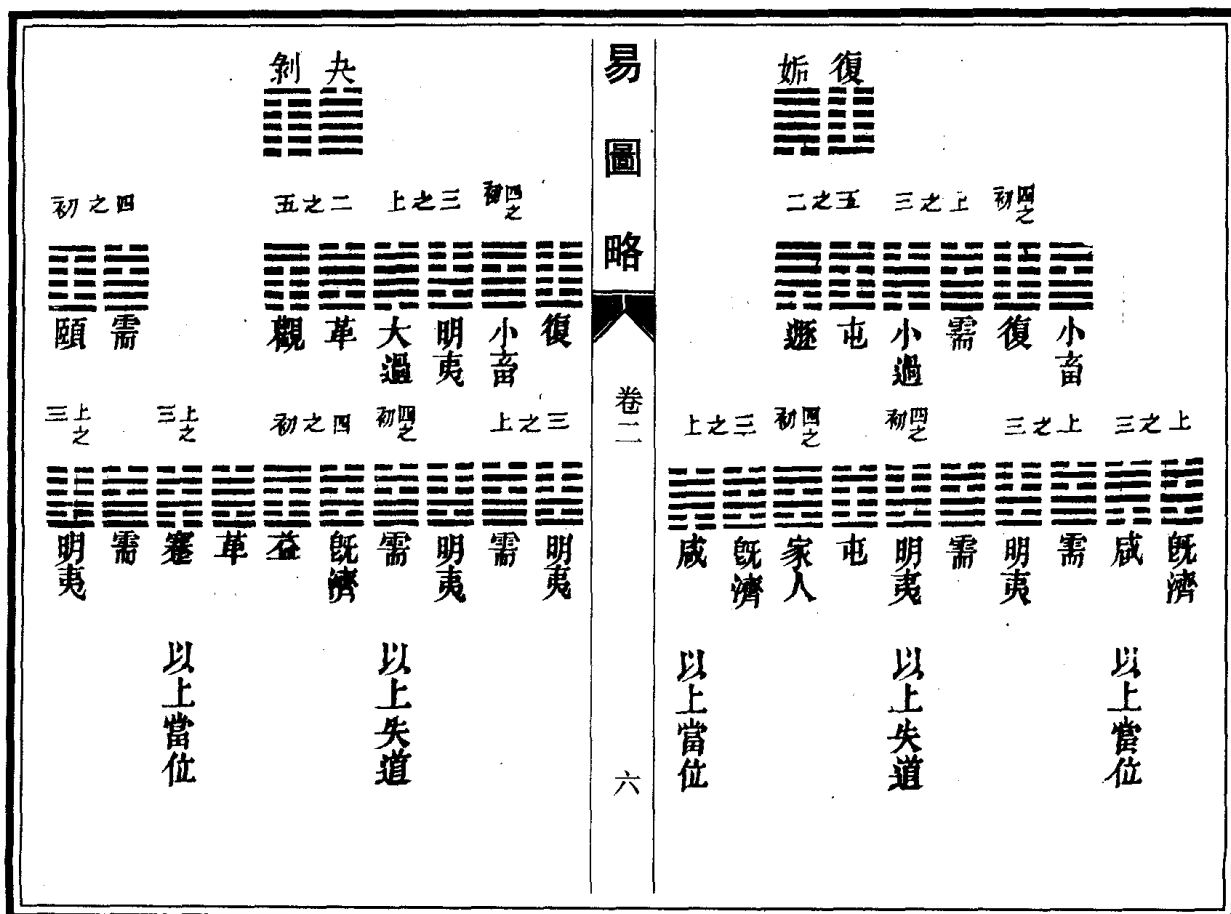 復 姤
四之初 上之三 五之二
小畜 復 需 小過 屯 遯
上之三 上之三 四之初 四之初 三之上
旣濟 咸 需 明夷 需 明夷 屯 家人 旣濟 咸
以上當位 以上失道 以上當位
易圖略
卷二
六
夬 剝
四之初 三之上 二之五 四之初
復 小畜 明夷 大過 革 觀 需 頤
三之上 四之初 四之初 上之三 上之三
明夷 需 明夷 需 旣濟 益 革 蹇 需 明夷
以上失道 以上當位